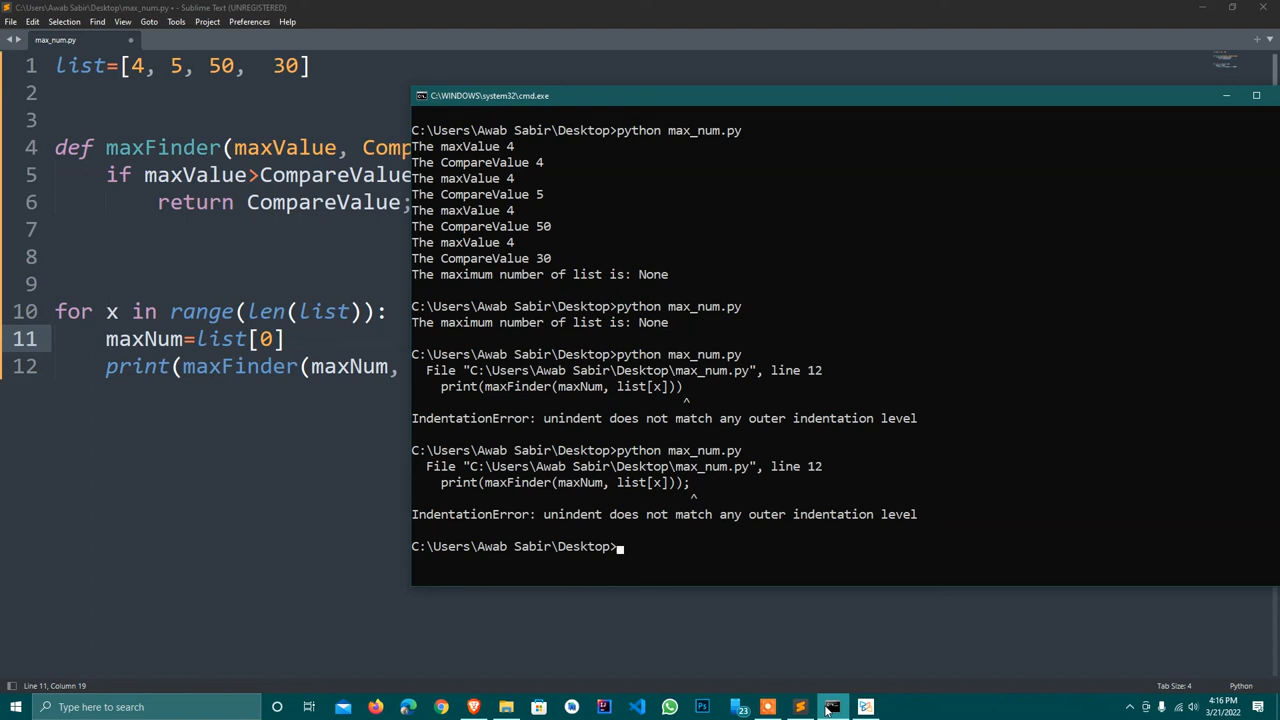 C:\Users\Awab Sabir\Desktop\max_num.py • - Sublime Text (UNREGISTERED)
File Edit Selection Find View Goto Tools Project Preferences Help
max_num.py
1 list=[4, 5, 50,  30]
2
3
4 def maxFinder(maxValue, Comp
5 if maxValue>CompareValue
6 return CompareValue;
7
8
9
10 for x in range(len(list)):
11 maxNum=list[0]
12 print(maxFinder(maxNum,
C:\WINDOWS\system32\cmd.exe
C:\Users\Awab Sabir\Desktop>python max_num.py
The maxValue 4
The CompareValue 4
The maxValue 4
The CompareValue 5
The maxValue 4
The CompareValue 50
The maxValue 4
The CompareValue 30
The maximum number of list is: None
C:\Users\Awab Sabir\Desktop>python max_num.py
The maximum number of list is: None
C:\Users\Awab Sabir\Desktop>python max_num.py
File "C:\Users\Awab Sabir\Desktop\max_num.py", line 12
print(maxFinder(maxNum, list[x]))
^
IndentationError: unindent does not match any outer indentation level
C:\Users\Awab Sabir\Desktop>python max_num.py
File "C:\Users\Awab Sabir\Desktop\max_num.py", line 12
print(maxFinder(maxNum, list[x]));
^
IndentationError: unindent does not match any outer indentation level
C:\Users\Awab Sabir\Desktop>
Line 11, Column 19
Tab Size: 4
Python
Type here to search
23
4:16 PM
3/21/2022